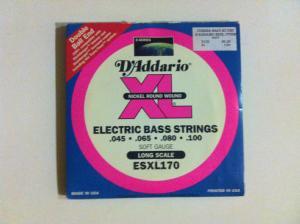 Double
Ball End
D'Addario
XL
NICKEL ROUND WOUND
ELECTRIC BASS STRINGS
.045 • .065 • .080 • .100
SOFT GAUGE
LONG SCALE
ESXL170
MADE IN USA
PRINTED IN USA